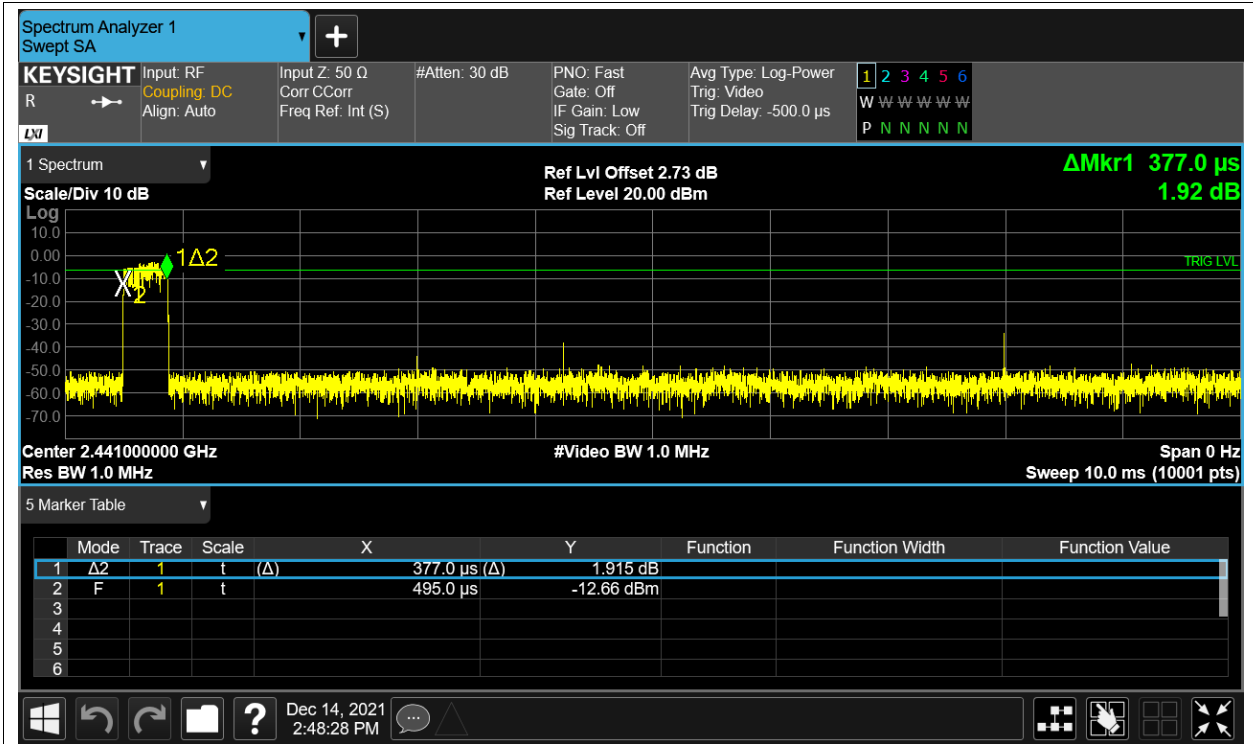 Spectrum Analyzer 1
Swept SA
+
KEYSIGHT
R
LXI
Input: RF
Coupling: DC
Align: Auto
Input Z: 50 Ω
Corr CCorr
Freq Ref: Int (S)
#Atten: 30 dB
PNO: Fast
Gate: Off
IF Gain: Low
Sig Track: Off
Avg Type: Log-Power
Trig: Video
Trig Delay: -500.0 µs
1 2 3 4 5 6
W W W W W W
P N N N N N
1 Spectrum
Scale/Div 10 dB
Ref Lvl Offset 2.73 dB
Ref Level 20.00 dBm
ΔMkr1 377.0 µs
1.92 dB
Log
10.0
0.00
-10.0
-20.0
-30.0
-40.0
-50.0
-60.0
-70.0
1Δ2
X2
TRIG LVL
Center 2.441000000 GHz
#Video BW 1.0 MHz
Span 0 Hz
Res BW 1.0 MHz
Sweep 10.0 ms (10001 pts)
5 Marker Table
Mode Trace Scale X Y Function Function Width Function Value
1 Δ2 1 t (Δ) 377.0 µs (Δ) 1.915 dB
2 F 1 t 495.0 µs -12.66 dBm
3
4
5
6
?
Dec 14, 2021
2:48:28 PM